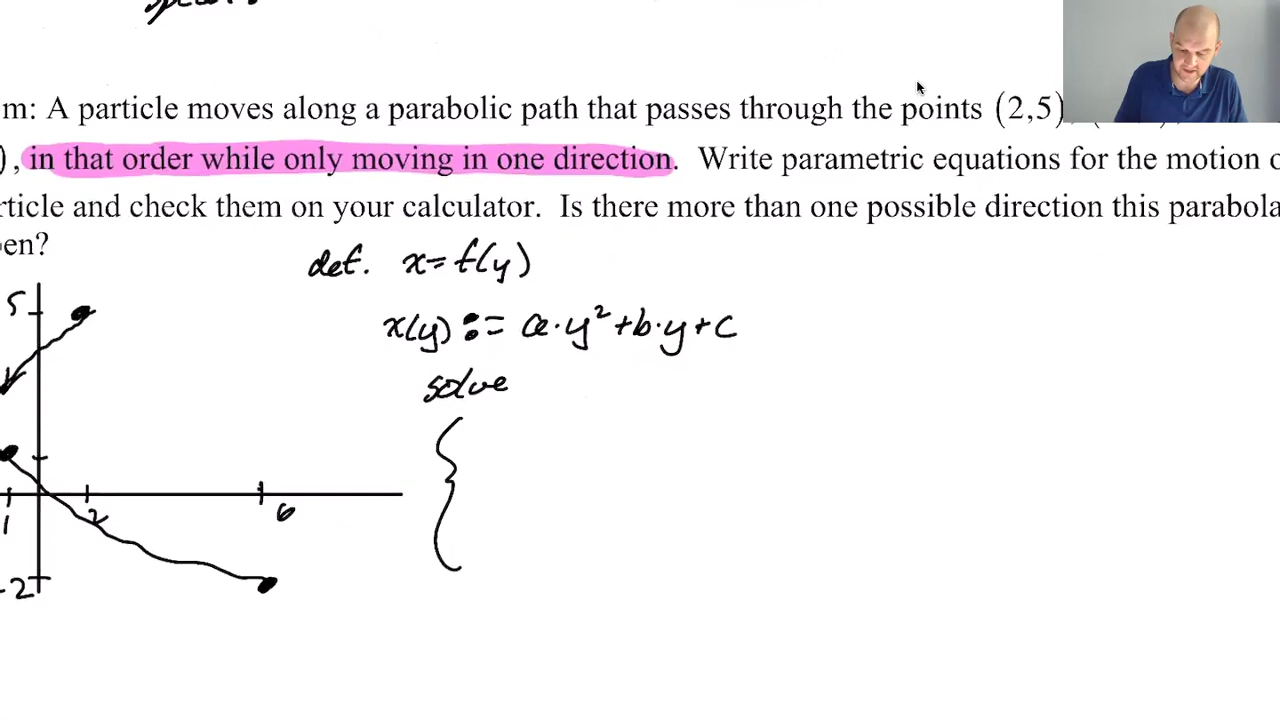 m: A particle moves along a parabolic path that passes through the points (2,5)
), in that order while only moving in one direction. Write parametric equations for the motion o
rticle and check them on your calculator. Is there more than one possible direction this parabola
en?
def. x=f(y)
x(y) := a·y²+b·y+c
solve
5
1
2
6
-2